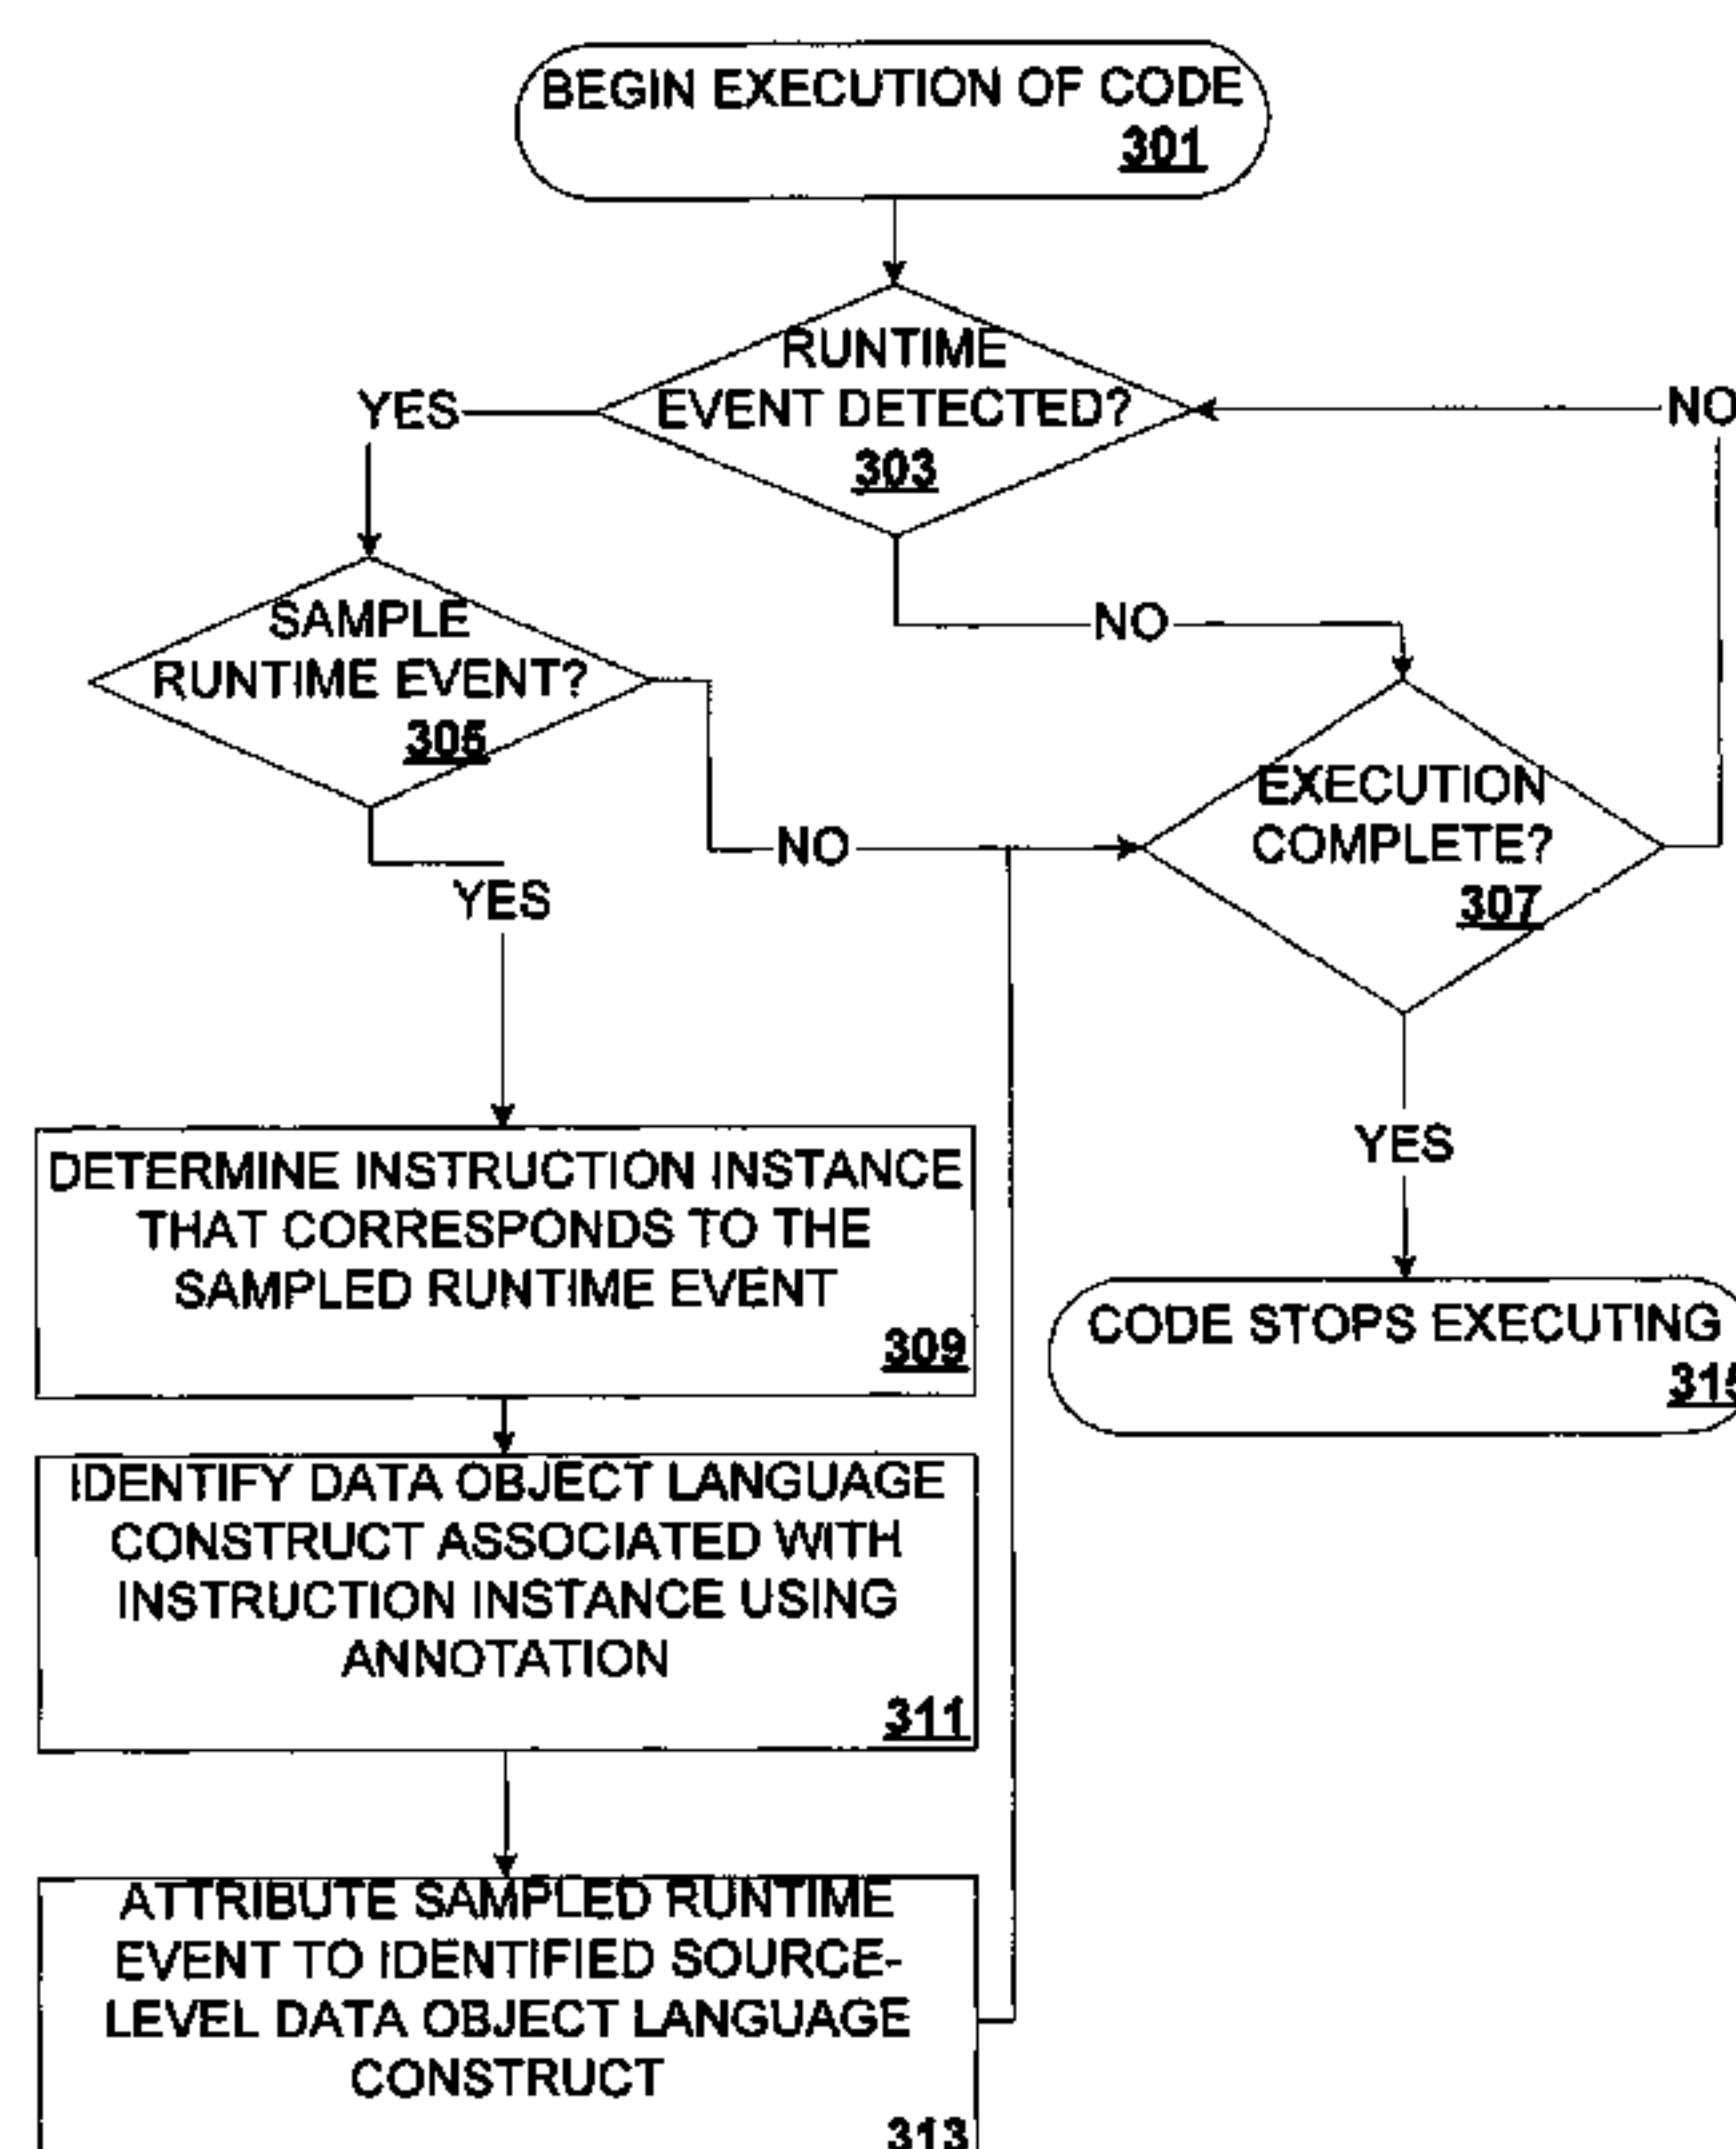 BEGIN EXECUTION OF CODE
301
RUNTIME
EVENT DETECTED?
303
YES
NO
SAMPLE
RUNTIME EVENT?
305
NO
NO
YES
EXECUTION
COMPLETE?
307
YES
DETERMINE INSTRUCTION INSTANCE
THAT CORRESPONDS TO THE
SAMPLED RUNTIME EVENT
309
CODE STOPS EXECUTING
315
IDENTIFY DATA OBJECT LANGUAGE
CONSTRUCT ASSOCIATED WITH
INSTRUCTION INSTANCE USING
ANNOTATION
311
ATTRIBUTE SAMPLED RUNTIME
EVENT TO IDENTIFIED SOURCE-
LEVEL DATA OBJECT LANGUAGE
CONSTRUCT
313